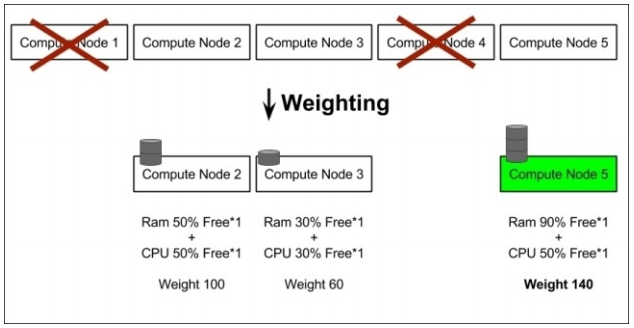 Compute Node 1 Compute Node 2 Compute Node 3 Compute Node 4 Compute Node 5
Weighting
Compute Node 2 Compute Node 3 Compute Node 5
Ram 50% Free*1 Ram 30% Free*1 Ram 90% Free*1
+ + +
CPU 50% Free*1 CPU 30% Free*1 CPU 50% Free*1
Weight 100 Weight 60 Weight 140